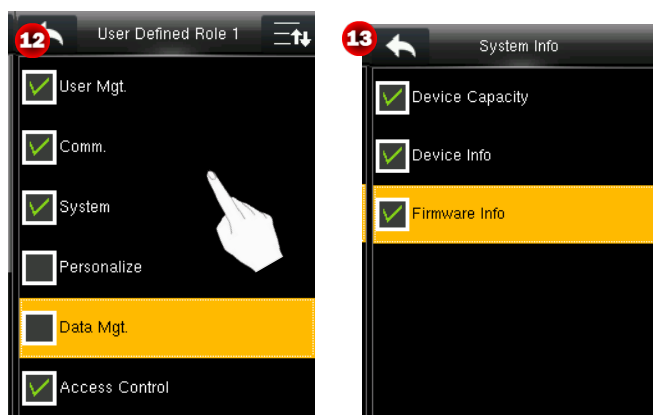 12
User Defined Role 1
User Mgt.
Comm.
System
Personalize
Data Mgt.
Access Control
13
System Info
Device Capacity
Device Info
Firmware Info